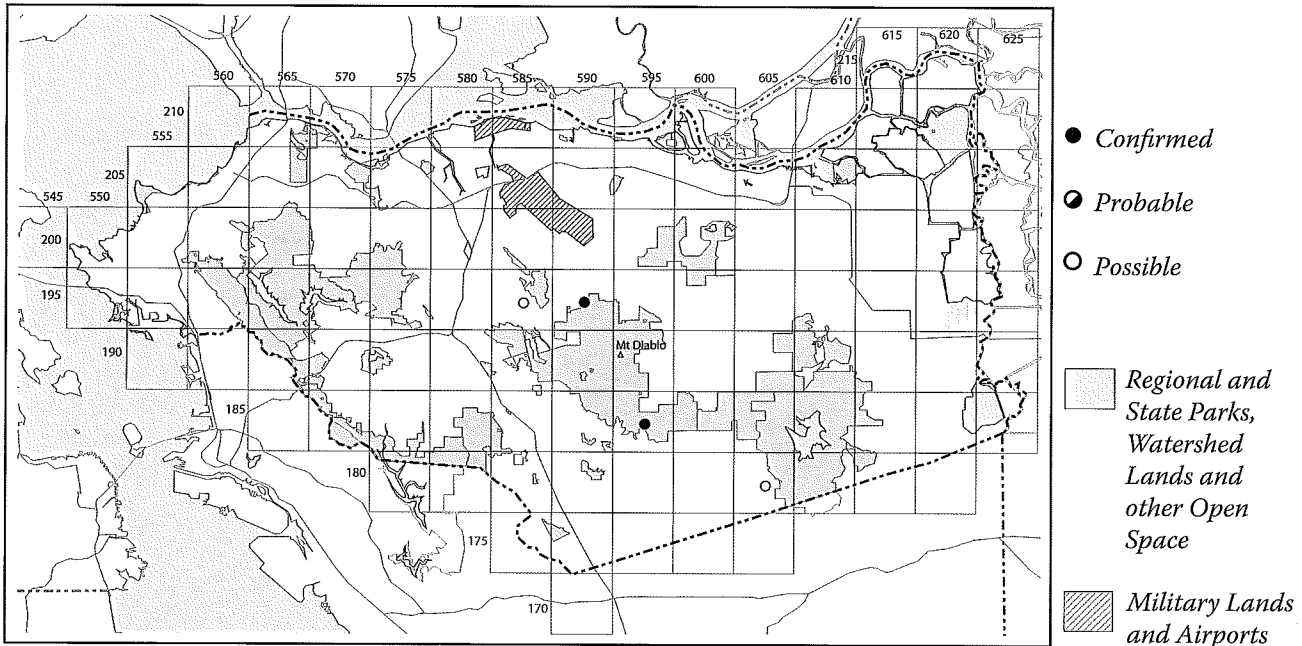 615 620 625
215
560 565 570 575 580 585 590 595 600 605 610
210
555
205
545 550
200
195
190
Mt Diablo
185
180
175
170
Confirmed
Probable
Possible
Regional and
State Parks,
Watershed
Lands and
other Open
Space
Military Lands
and Airports